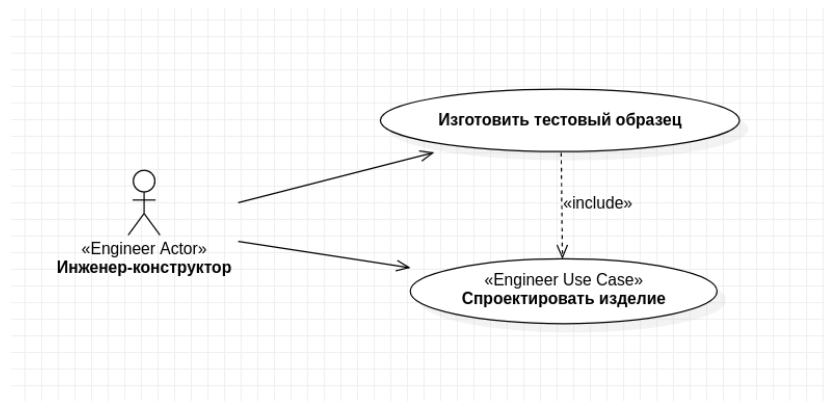 Изготовить тестовый образец
«include»
«Engineer Actor»
Инженер-конструктор
«Engineer Use Case»
Спроектировать изделие